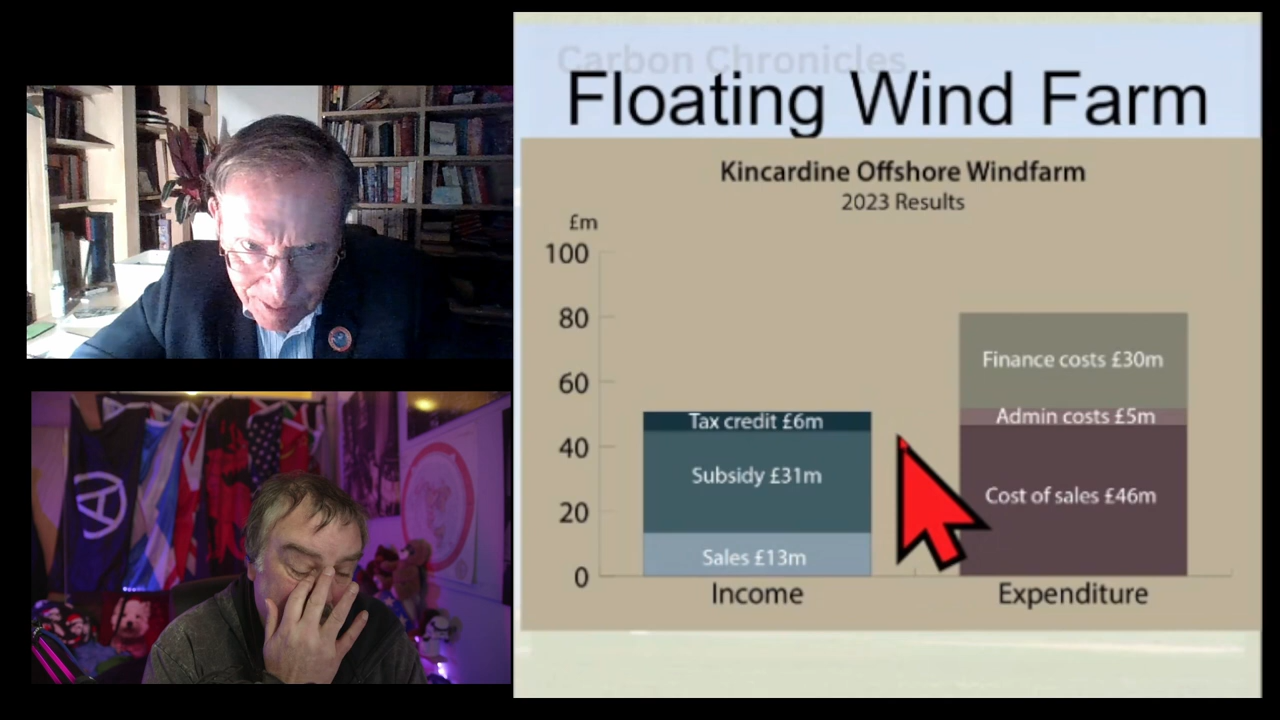 Carbon Chronicles
Floating Wind Farm
Kincardine Offshore Windfarm
2023 Results
£m
100
80
60
40
20
0
Tax credit £6m
Subsidy £31m
Sales £13m
Income
Finance costs £30m
Admin costs £5m
Cost of sales £46m
Expenditure